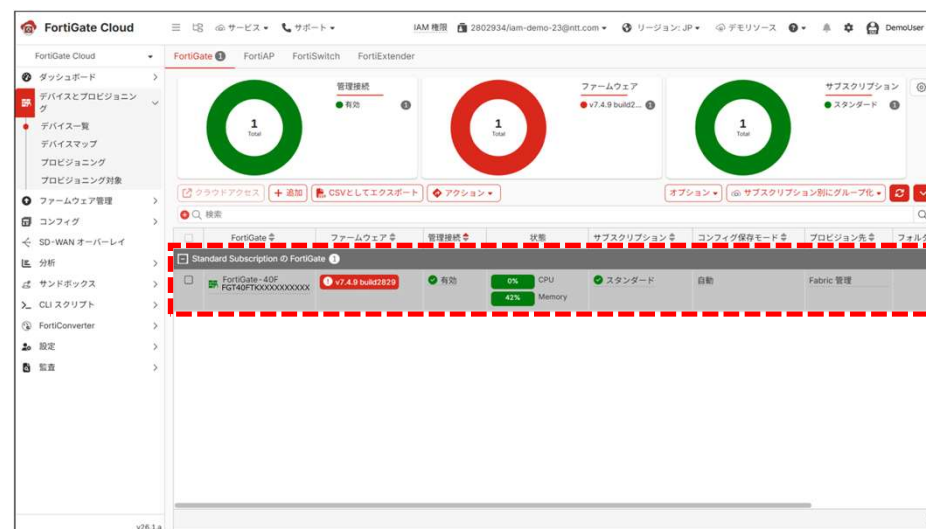 FortiGate Cloud
サービス
サポート
IAM 権限
2802934/iam-demo-23@ntt.com
リージョン: JP
デモリソース
DemoUser
FortiGate Cloud
FortiGate 1
FortiAP
FortiSwitch
FortiExtender
ダッシュボード
デバイスとプロビジョニン
グ
デバイス一覧
デバイスマップ
プロビジョニング
プロビジョニング対象
ファームウェア管理
コンフィグ
SD-WAN オーバーレイ
分析
サンドボックス
CLI スクリプト
FortiConverter
設定
監査
v26.1.a
1
Total
管理接続
有効 1
1
Total
ファームウェア
v7.4.9 build2... 1
1
Total
サブスクリプション
スタンダード 1
クラウドアクセス
+ 追加
CSVとしてエクスポート
アクション
オプション
サブスクリプション別にグループ化
検索
FortiGate
ファームウェア
管理接続
状態
サブスクリプション
コンフィグ保存モード
プロビジョン先
フォルダ
Standard Subscription の FortiGate 1
FortiGate-40F
FGT40FTKXXXXXXXXXXX
v7.4.9 build2829
有効
0% CPU
42% Memory
スタンダード
自動
Fabric 管理